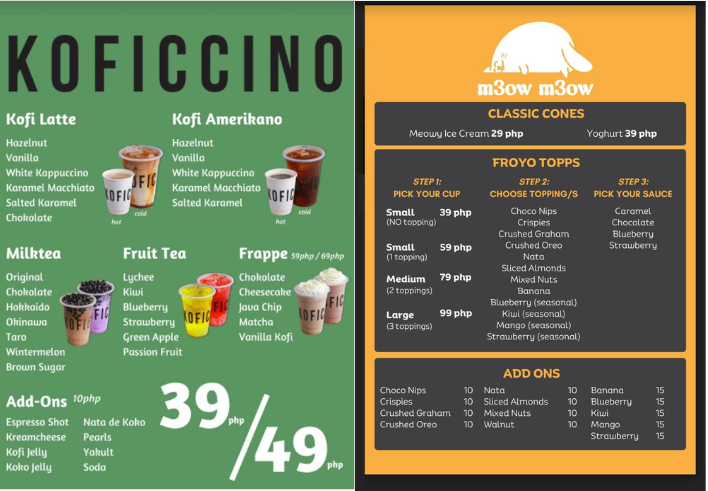 KOFICCINO
Kofi Latte
Hazelnut
Vanilla
White Kappuccino
Karamel Macchiato
Salted Karamel
Chokolate
KOFIC
OFIC
hot
cold
Kofi Amerikano
Hazelnut
Vanilla
White Kappuccino
Karamel Macchiato
Salted Karamel
KOFIC
FIC
hot
cold
Milktea
Original
Chokolate
Hokkaido
Okinawa
Taro
Wintermelon
Brown Sugar
KOFIC
Fruit Tea
Lychee
Kiwi
Blueberry
Strawberry
Green Apple
Passion Fruit
KOFIC
Frappe 59php / 69php
Chokolate
Cheesecake
Java Chip
Matcha
Vanilla Kofi
KOFIC
Add-Ons 10php
Espresso Shot
Kreamcheese
Kofi Jelly
Koko Jelly
Nata de Koko
Pearls
Yakult
Soda
39php/49php
m3ow m3ow
CLASSIC CONES
Meowy Ice Cream 29 php Yoghurt 39 php
FROYO TOPPS
STEP 1:
PICK YOUR CUP
Small 39 php
(NO topping)
Small 59 php
(1 topping)
Medium 79 php
(2 toppings)
Large 99 php
(3 toppings)
STEP 2:
CHOOSE TOPPING/S
Choco Nips
Crispies
Crushed Graham
Crushed Oreo
Nata
Sliced Almonds
Mixed Nuts
Banana
Blueberry (seasonal)
Kiwi (seasonal)
Mango (seasonal)
Strawberry (seasonal)
STEP 3:
PICK YOUR SAUCE
Caramel
Chocolate
Blueberry
Strawberry
ADD ONS
Choco Nips 10
Crispies 10
Crushed Graham 10
Crushed Oreo 10
Nata 10
Sliced Almonds 10
Mixed Nuts 10
Walnut 10
Banana 15
Blueberry 15
Kiwi 15
Mango 15
Strawberry 15